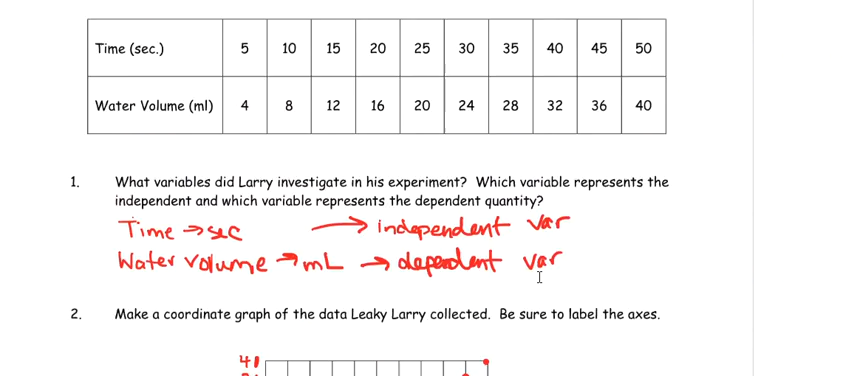 Time (sec.) 5 10 15 20 25 30 35 40 45 50
Water Volume (ml) 4 8 12 16 20 24 28 32 36 40
1. What variables did Larry investigate in his experiment? Which variable represents the
independent and which variable represents the dependent quantity?
Time → sec → independent var
Water volume → mL → dependent var
2. Make a coordinate graph of the data Leaky Larry collected. Be sure to label the axes.